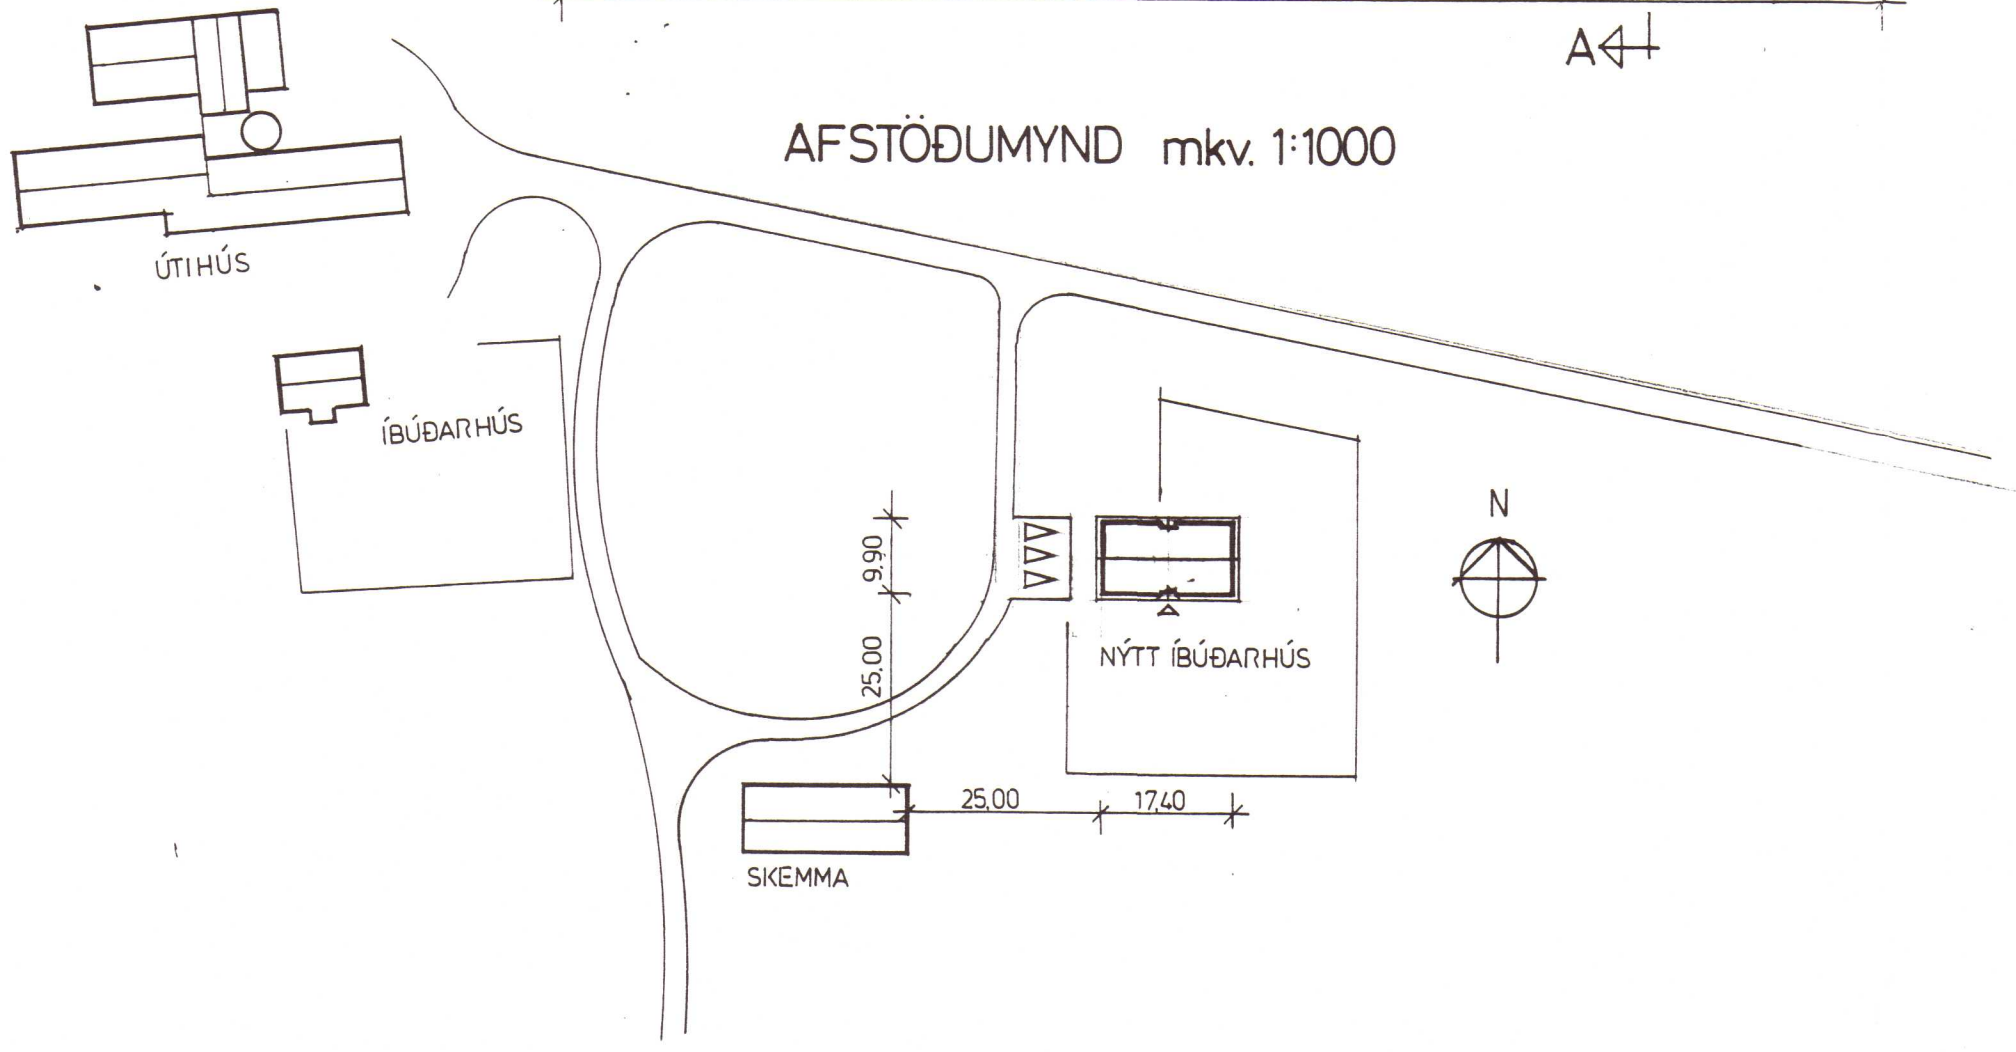 A
AFSTÖÐUMYND mkv. 1:1000
ÚTIHÚS
ÍBÚÐARHÚS
N
9,90
25,00
NÝTT ÍBÚÐARHÚS
25,00
17,40
SKEMMA